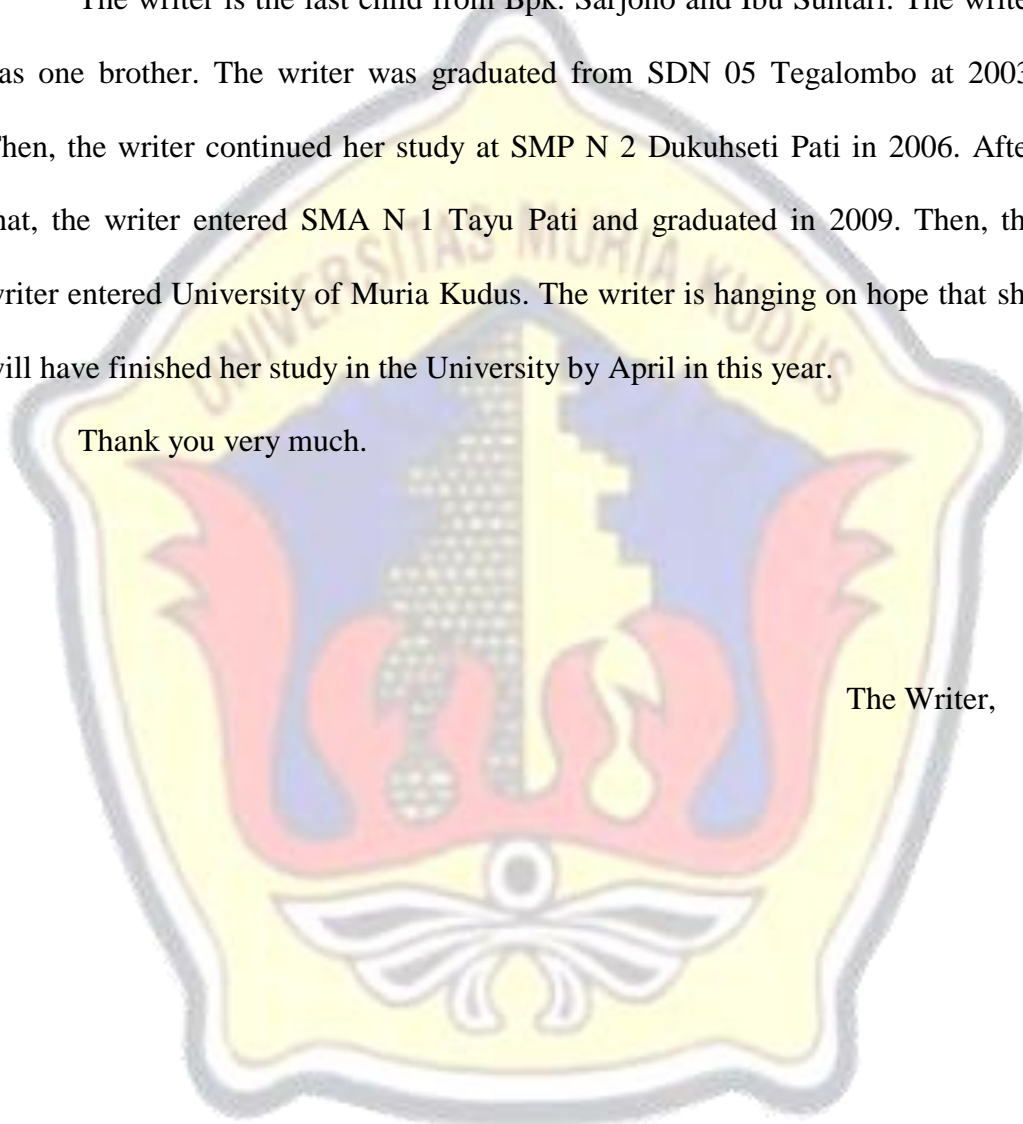 The writer is the last child from Bpk. Sarjono and Ibu Suntari. The write
as one brother. The writer was graduated from SDN 05 Tegalombo at 2003
Then, the writer continued her study at SMP N 2 Dukuhseti Pati in 2006. Afte
hat, the writer entered SMA N 1 Tayu Pati and graduated in 2009. Then, th
writer entered University of Muria Kudus. The writer is hanging on hope that sh
will have finished her study in the University by April in this year.
Thank you very much.
The Writer,
UNIVERSITAS MURIA KUDUS